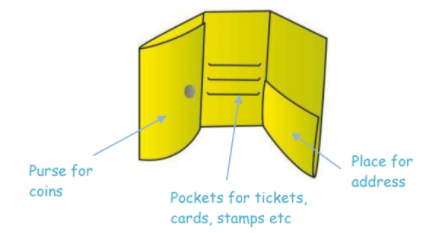 Purse for
coins
Pockets for tickets,
cards, stamps etc
Place for
address